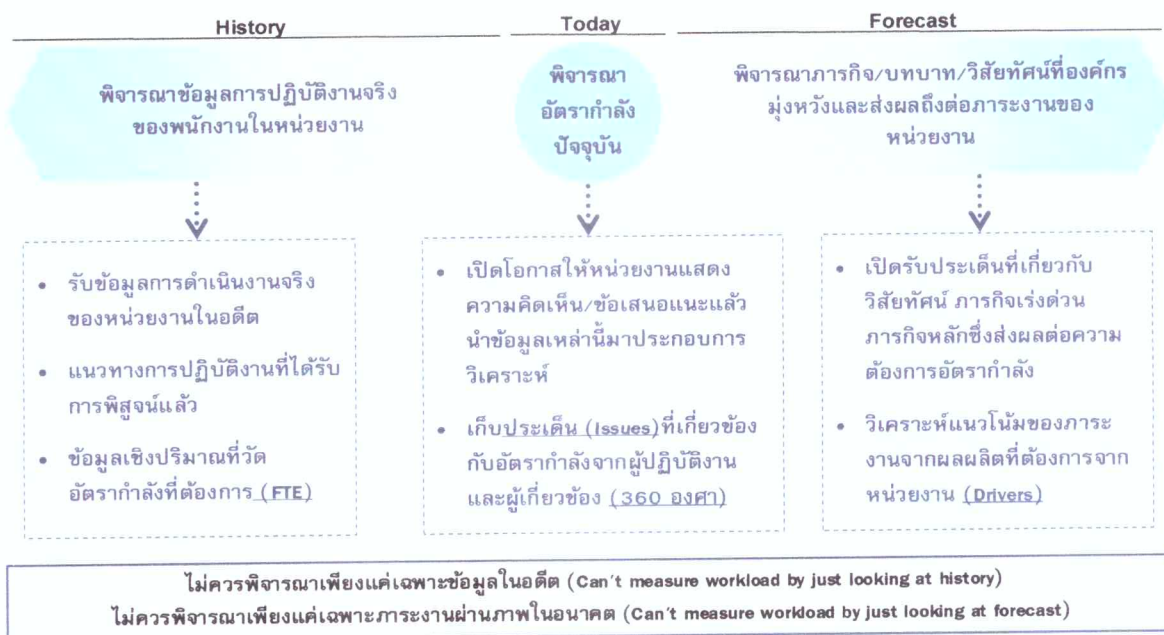 History
Today
Forecast
พิจารณาข้อมูลการปฏิบัติงานจริง
ของพนักงานในหน่วยงาน
พิจารณา
อัตรากำลัง
ปัจจุบัน
พิจารณาภารกิจ/บทบาท/วิสัยทัศน์ที่องค์กร
มุ่งหวังและส่งผลถึงต่อภาระงานของ
หน่วยงาน
• รับข้อมูลการดำเนินงานจริง
ของหน่วยงานในอดีต
• แนวทางการปฏิบัติงานที่ได้รับ
การพิสูจน์แล้ว
• ข้อมูลเชิงปริมาณที่วัด
อัตรากำลังที่ต้องการ (FTE)
• เปิดโอกาสให้หน่วยงานแสดง
ความคิดเห็น/ข้อเสนอแนะแล้ว
นำข้อมูลเหล่านี้มาประกอบการ
วิเคราะห์
• เก็บประเด็น (Issues)ที่เกี่ยวข้อง
กับอัตรากำลังจากผู้ปฏิบัติงาน
และผู้เกี่ยวข้อง (360 องศา)
• เปิดรับประเด็นที่เกี่ยวกับ
วิสัยทัศน์ ภารกิจเร่งด่วน
ภารกิจหลักซึ่งส่งผลต่อความ
ต้องการอัตรากำลัง
• วิเคราะห์แนวโน้มของภาระ
งานจากผลผลิตที่ต้องการจาก
หน่วยงาน (Drivers)
ไม่ควรพิจารณาเพียงแค่เฉพาะข้อมูลในอดีต (Can't measure workload by just looking at history)
ไม่ควรพิจารณาเพียงแค่เฉพาะภาระงานผ่านภาพในอนาคต (Can't measure workload by just looking at forecast)